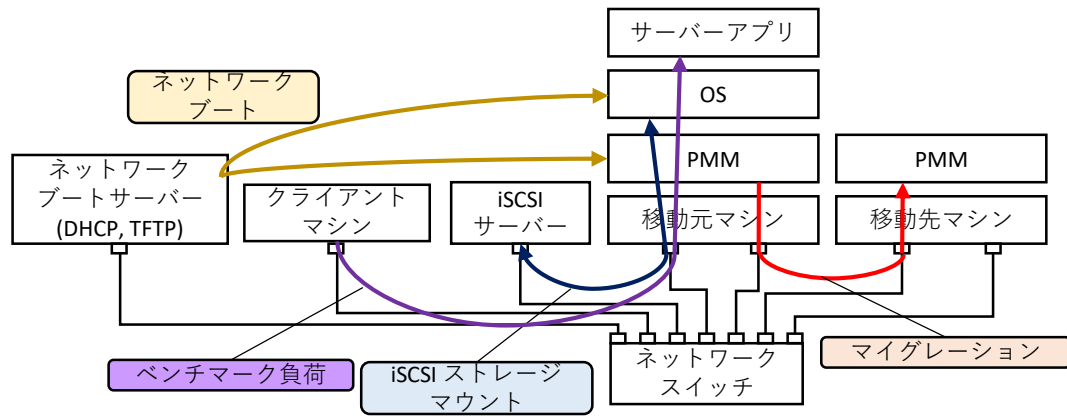 サーバーアプリ
ネットワーク
ブート
OS
PMM
PMM
ネットワーク
ブートサーバー
(DHCP, TFTP)
クライアント
マシン
iSCSI
サーバー
移動元マシン
移動先マシン
ネットワーク
スイッチ
ベンチマーク負荷
iSCSI ストレージ
マウント
マイグレーション